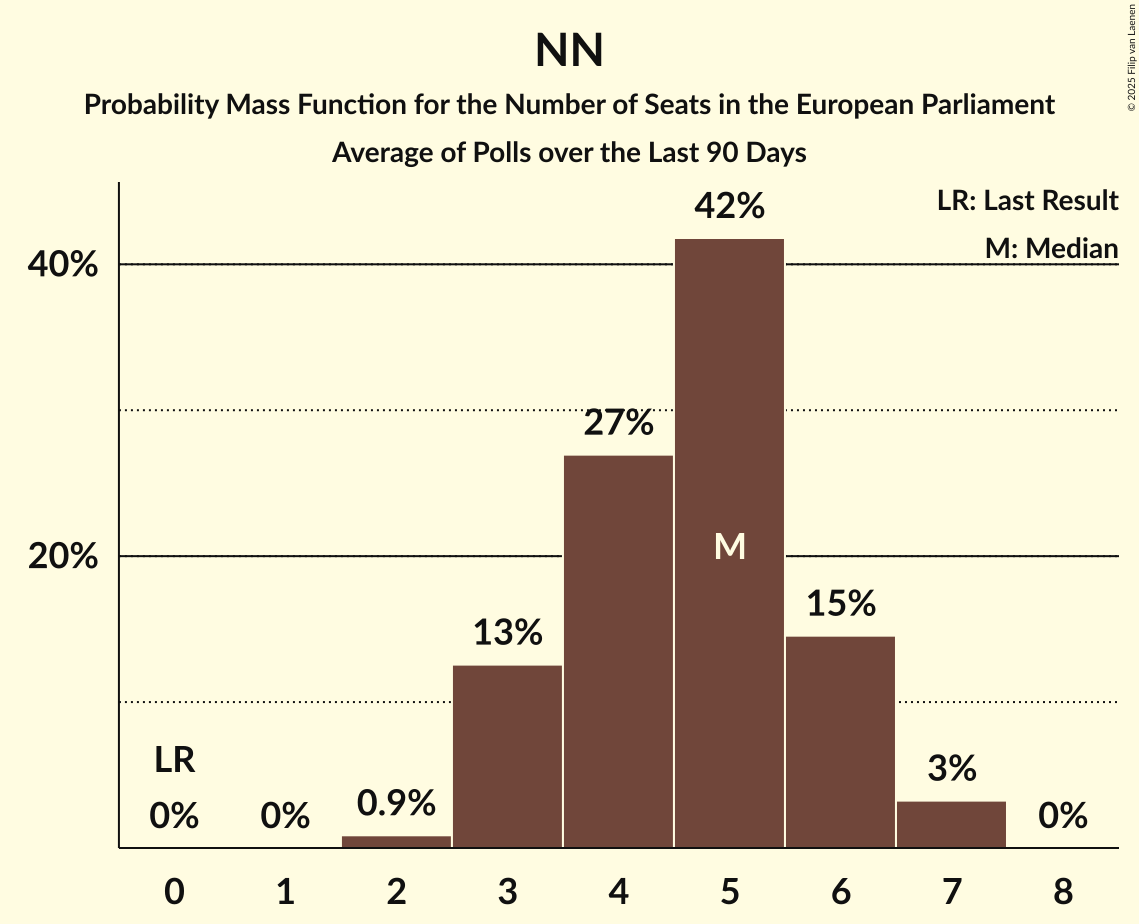 NN
Probability Mass Function for the Number of Seats in the European Parliament
Average of Polls over the Last 90 Days
© 2025 Filip van Laenen
LR: Last Result
M: Median
42%
40%
27%
M
20%
15%
13%
LR
3%
0.9%
0% 0% 0%
0 1 2 3 4 5 6 7 8